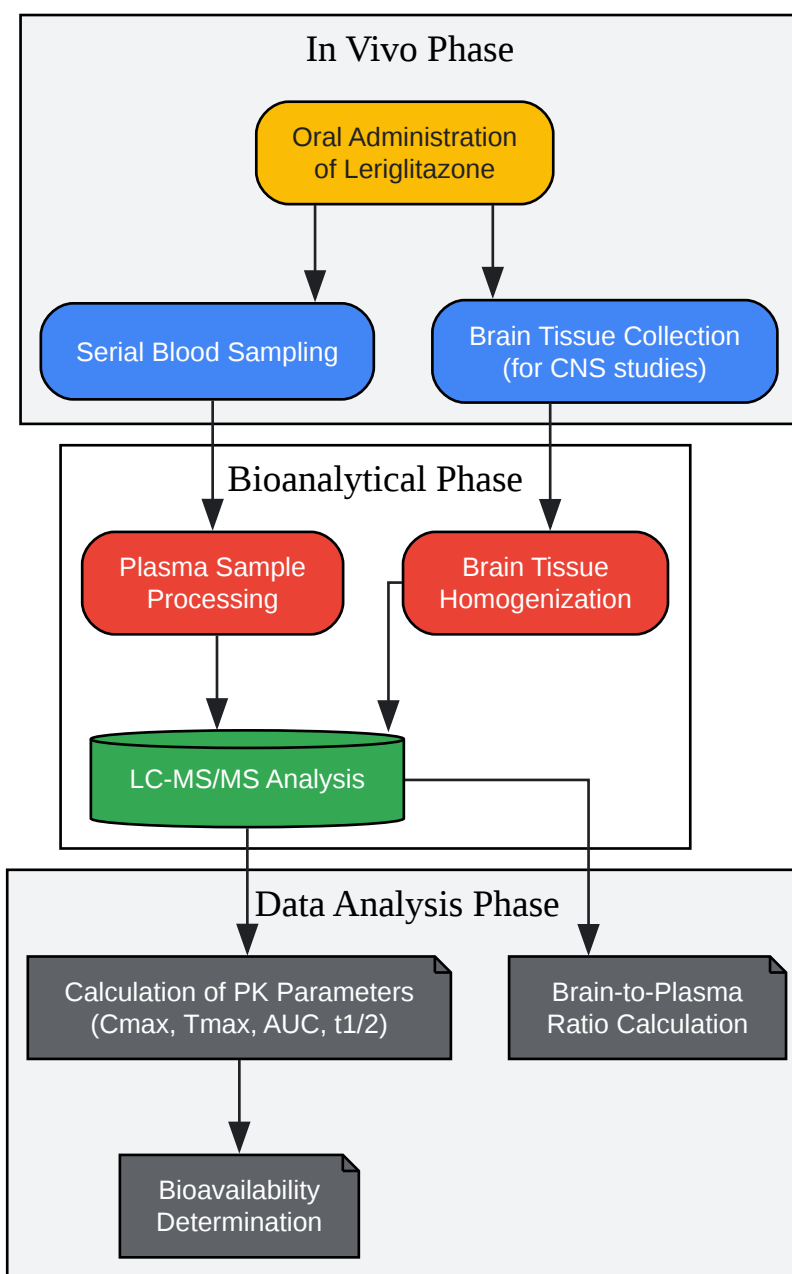 In Vivo Phase
Oral Administration
of Leriglitazone
Serial Blood Sampling
Brain Tissue Collection
(for CNS studies)
Bioanalytical Phase
Plasma Sample
Processing
Brain Tissue
Homogenization
LC-MS/MS Analysis
Data Analysis Phase
Calculation of PK Parameters
(Cmax, Tmax, AUC, t1/2)
Brain-to-Plasma
Ratio Calculation
Bioavailability
Determination